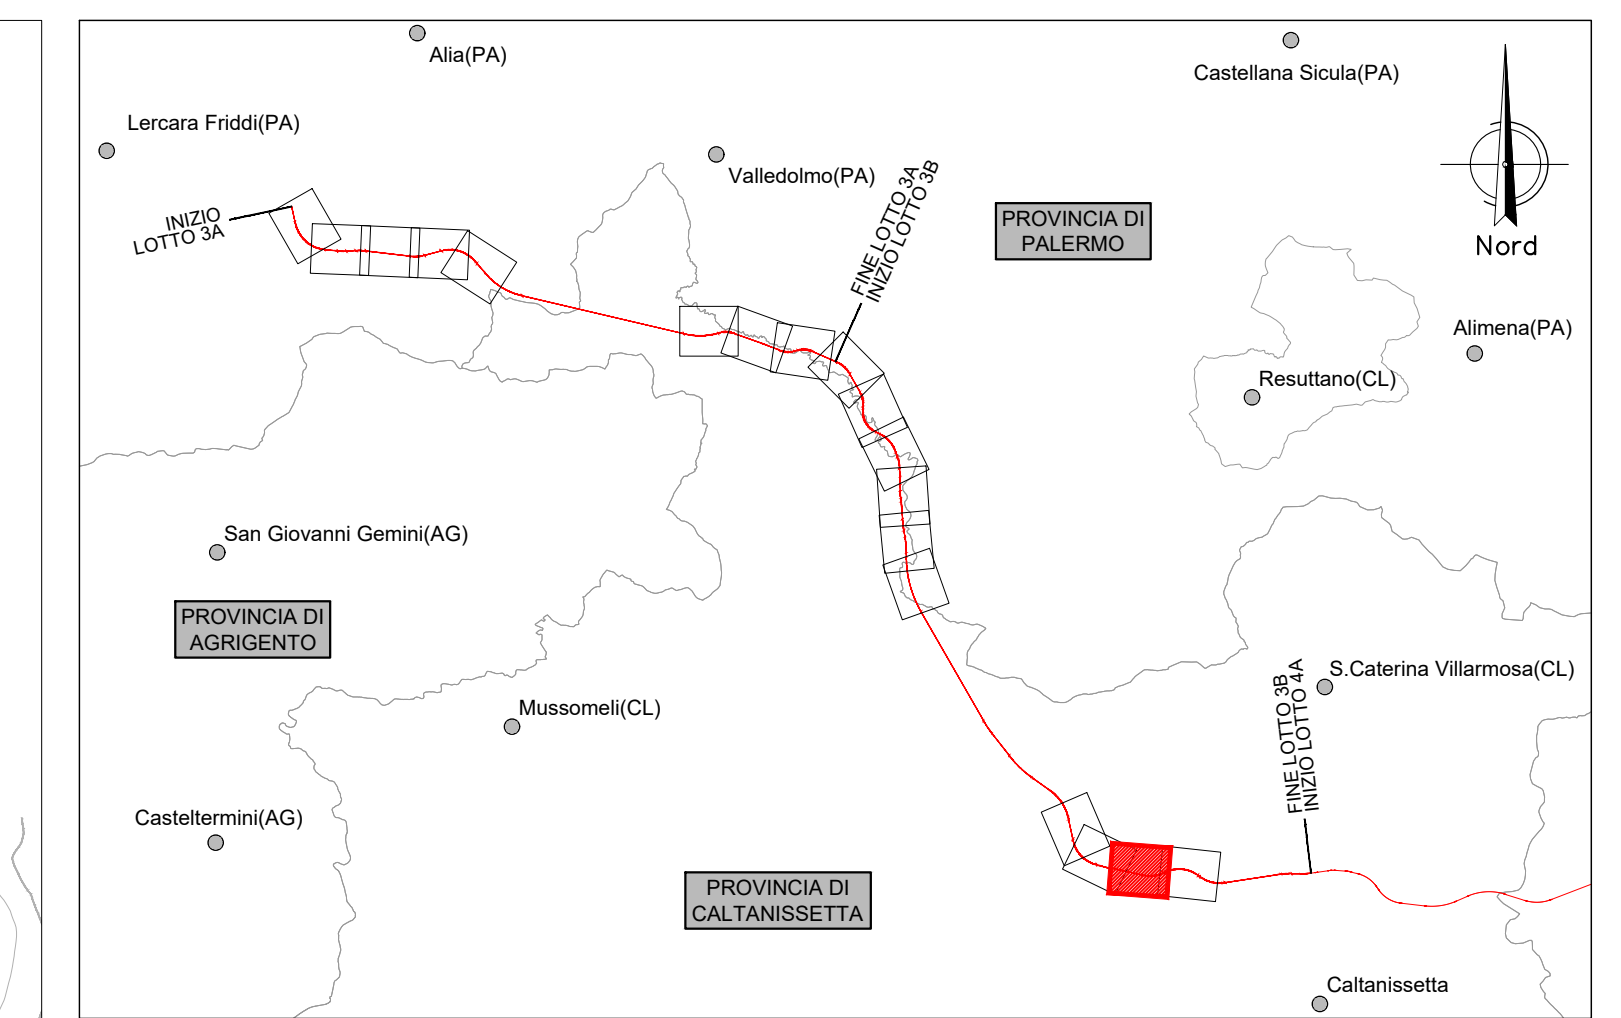 Alia(PA)
Castellana Sicula(PA)
Lercara Friddi(PA)
Valledolmo(PA)
INIZIO
LOTTO 3A
FINE LOTTO 3A
INIZIO LOTTO 3B
PROVINCIA DI
PALERMO
Nord
Alimena(PA)
Resuttano(CL)
San Giovanni Gemini(AG)
PROVINCIA DI
AGRIGENTO
S.Caterina Villarmosa(CL)
FINE LOTTO 3B
INIZIO LOTTO 4A
Mussomeli(CL)
Casteltermini(AG)
PROVINCIA DI
CALTANISSETTA
Caltanissetta